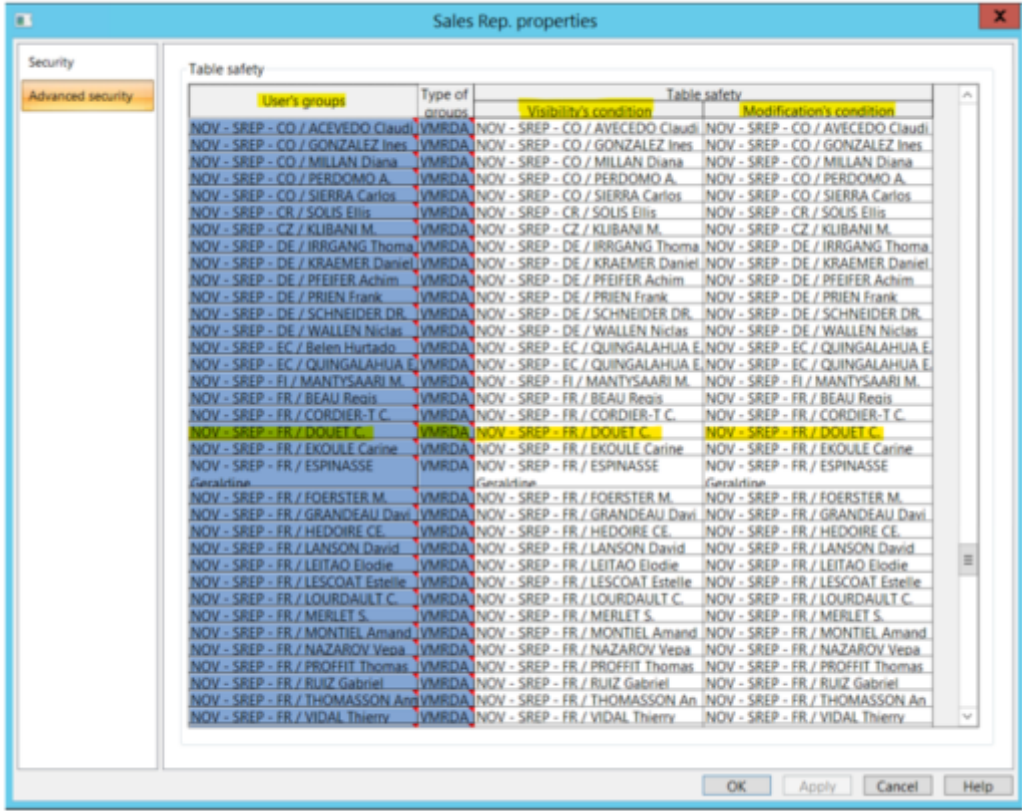 Sales Rep. properties
x
Security
Advanced security
Table safety
User's groups Type of groups Table safety
Visibility's condition Modification's condition
NOV - SREP - CO / ACEVEDO Claudi VMRDA NOV - SREP - CO / AVECEDO Claudi NOV - SREP - CO / AVECEDO Claudi
NOV - SREP - CO / GONZALEZ Ines VMRDA NOV - SREP - CO / GONZALEZ Ines NOV - SREP - CO / GONZALEZ Ines
NOV - SREP - CO / MILLAN Diana VMRDA NOV - SREP - CO / MILLAN Diana NOV - SREP - CO / MILLAN Diana
NOV - SREP - CO / PERDOMO A. VMRDA NOV - SREP - CO / PERDOMO A. NOV - SREP - CO / PERDOMO A.
NOV - SREP - CO / SIERRA Carlos VMRDA NOV - SREP - CO / SIERRA Carlos NOV - SREP - CO / SIERRA Carlos
NOV - SREP - CR / SOLIS Ellis VMRDA NOV - SREP - CR / SOLIS Ellis NOV - SREP - CR / SOLIS Ellis
NOV - SREP - CZ / KLIBANI M. VMRDA NOV - SREP - CZ / KLIBANI M. NOV - SREP - CZ / KLIBANI M.
NOV - SREP - DE / IRRGANG Thoma VMRDA NOV - SREP - DE / IRRGANG Thoma NOV - SREP - DE / IRRGANG Thoma
NOV - SREP - DE / KRAEMER Daniel VMRDA NOV - SREP - DE / KRAEMER Daniel NOV - SREP - DE / KRAEMER Daniel
NOV - SREP - DE / PFEIFER Achim VMRDA NOV - SREP - DE / PFEIFER Achim NOV - SREP - DE / PFEIFER Achim
NOV - SREP - DE / PRIEN Frank VMRDA NOV - SREP - DE / PRIEN Frank NOV - SREP - DE / PRIEN Frank
NOV - SREP - DE / SCHNEIDER DR. VMRDA NOV - SREP - DE / SCHNEIDER DR. NOV - SREP - DE / SCHNEIDER DR.
NOV - SREP - DE / WALLEN Niclas VMRDA NOV - SREP - DE / WALLEN Niclas NOV - SREP - DE / WALLEN Niclas
NOV - SREP - EC / Belen Hurtado VMRDA NOV - SREP - EC / QUINGALAHUA E. NOV - SREP - EC / QUINGALAHUA E.
NOV - SREP - EC / QUINGALAHUA E. VMRDA NOV - SREP - EC / QUINGALAHUA E. NOV - SREP - EC / QUINGALAHUA E.
NOV - SREP - FI / MANTYSAARI M. VMRDA NOV - SREP - FI / MANTYSAARI M. NOV - SREP - FI / MANTYSAARI M.
NOV - SREP - FR / BEAU Regis VMRDA NOV - SREP - FR / BEAU Regis NOV - SREP - FR / BEAU Regis
NOV - SREP - FR / CORDIER-T C. VMRDA NOV - SREP - FR / CORDIER-T C. NOV - SREP - FR / CORDIER-T C.
NOV - SREP - FR / DOUET C. VMRDA NOV - SREP - FR / DOUET C. NOV - SREP - FR / DOUET C.
NOV - SREP - FR / EKOULE Carine VMRDA NOV - SREP - FR / EKOULE Carine NOV - SREP - FR / EKOULE Carine
NOV - SREP - FR / ESPINASSE VMRDA NOV - SREP - FR / ESPINASSE NOV - SREP - FR / ESPINASSE
Geraldine Geraldine Geraldine
NOV - SREP - FR / FOERSTER M. VMRDA NOV - SREP - FR / FOERSTER M. NOV - SREP - FR / FOERSTER M.
NOV - SREP - FR / GRANDEAU Davi VMRDA NOV - SREP - FR / GRANDEAU Davi NOV - SREP - FR / GRANDEAU Davi
NOV - SREP - FR / HEDOIRE CE. VMRDA NOV - SREP - FR / HEDOIRE CE. NOV - SREP - FR / HEDOIRE CE.
NOV - SREP - FR / LANSON David VMRDA NOV - SREP - FR / LANSON David NOV - SREP - FR / LANSON David
NOV - SREP - FR / LEITAO Elodie VMRDA NOV - SREP - FR / LEITAO Elodie NOV - SREP - FR / LEITAO Elodie
NOV - SREP - FR / LESCOAT Estelle VMRDA NOV - SREP - FR / LESCOAT Estelle NOV - SREP - FR / LESCOAT Estelle
NOV - SREP - FR / LOURDAULT C. VMRDA NOV - SREP - FR / LOURDAULT C. NOV - SREP - FR / LOURDAULT C.
NOV - SREP - FR / MERLET S. VMRDA NOV - SREP - FR / MERLET S. NOV - SREP - FR / MERLET S.
NOV - SREP - FR / MONTIEL Amand VMRDA NOV - SREP - FR / MONTIEL Amand NOV - SREP - FR / MONTIEL Amand
NOV - SREP - FR / NAZAROV Vepa VMRDA NOV - SREP - FR / NAZAROV Vepa NOV - SREP - FR / NAZAROV Vepa
NOV - SREP - FR / PROFFIT Thomas VMRDA NOV - SREP - FR / PROFFIT Thomas NOV - SREP - FR / PROFFIT Thomas
NOV - SREP - FR / RUIZ Gabriel VMRDA NOV - SREP - FR / RUIZ Gabriel NOV - SREP - FR / RUIZ Gabriel
NOV - SREP - FR / THOMASSON Ann VMRDA NOV - SREP - FR / THOMASSON An NOV - SREP - FR / THOMASSON An
NOV - SREP - FR / VIDAL Thierry VMRDA NOV - SREP - FR / VIDAL Thierry NOV - SREP - FR / VIDAL Thierry
OK Apply Cancel Help